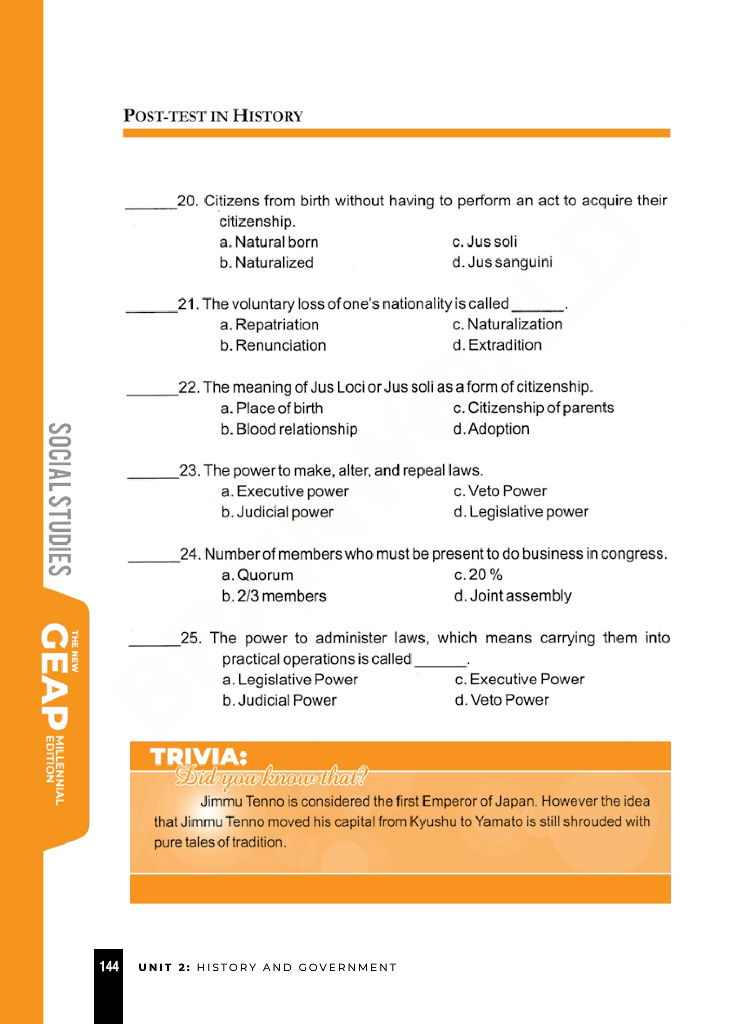 POST-TEST IN HISTORY
______20. Citizens from birth without having to perform an act to acquire their
citizenship.
a. Natural born
c. Jus soli
b. Naturalized
d. Jus sanguini
______21. The voluntary loss of one's nationality is called ______.
a. Repatriation
c. Naturalization
b. Renunciation
d. Extradition
______22. The meaning of Jus Loci or Jus soli as a form of citizenship.
a. Place of birth
c. Citizenship of parents
b. Blood relationship
d. Adoption
______23. The power to make, alter, and repeal laws.
a. Executive power
c. Veto Power
b. Judicial power
d. Legislative power
______24. Number of members who must be present to do business in congress.
a. Quorum
c. 20 %
b. 2/3 members
d. Joint assembly
______25. The power to administer laws, which means carrying them into
practical operations is called ______.
a. Legislative Power
c. Executive Power
b. Judicial Power
d. Veto Power
SOCIAL STUDIES
THE NEW
GEAP
MILLENNIAL
EDITION
TRIVIA:
Did you know that?
Jimmu Tenno is considered the first Emperor of Japan. However the idea
that Jimmu Tenno moved his capital from Kyushu to Yamato is still shrouded with
pure tales of tradition.
144 UNIT 2: HISTORY AND GOVERNMENT